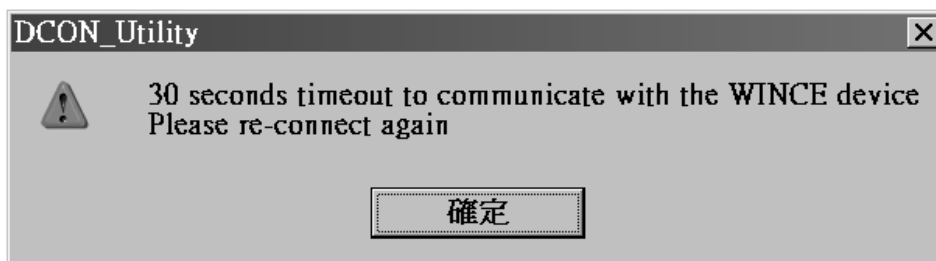 DCON_Utility
30 seconds timeout to communicate with the WINCE device
Please re-connect again
確定